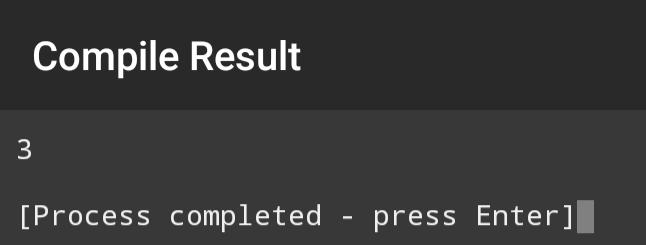 Compile Result
3
[Process completed - press Enter]